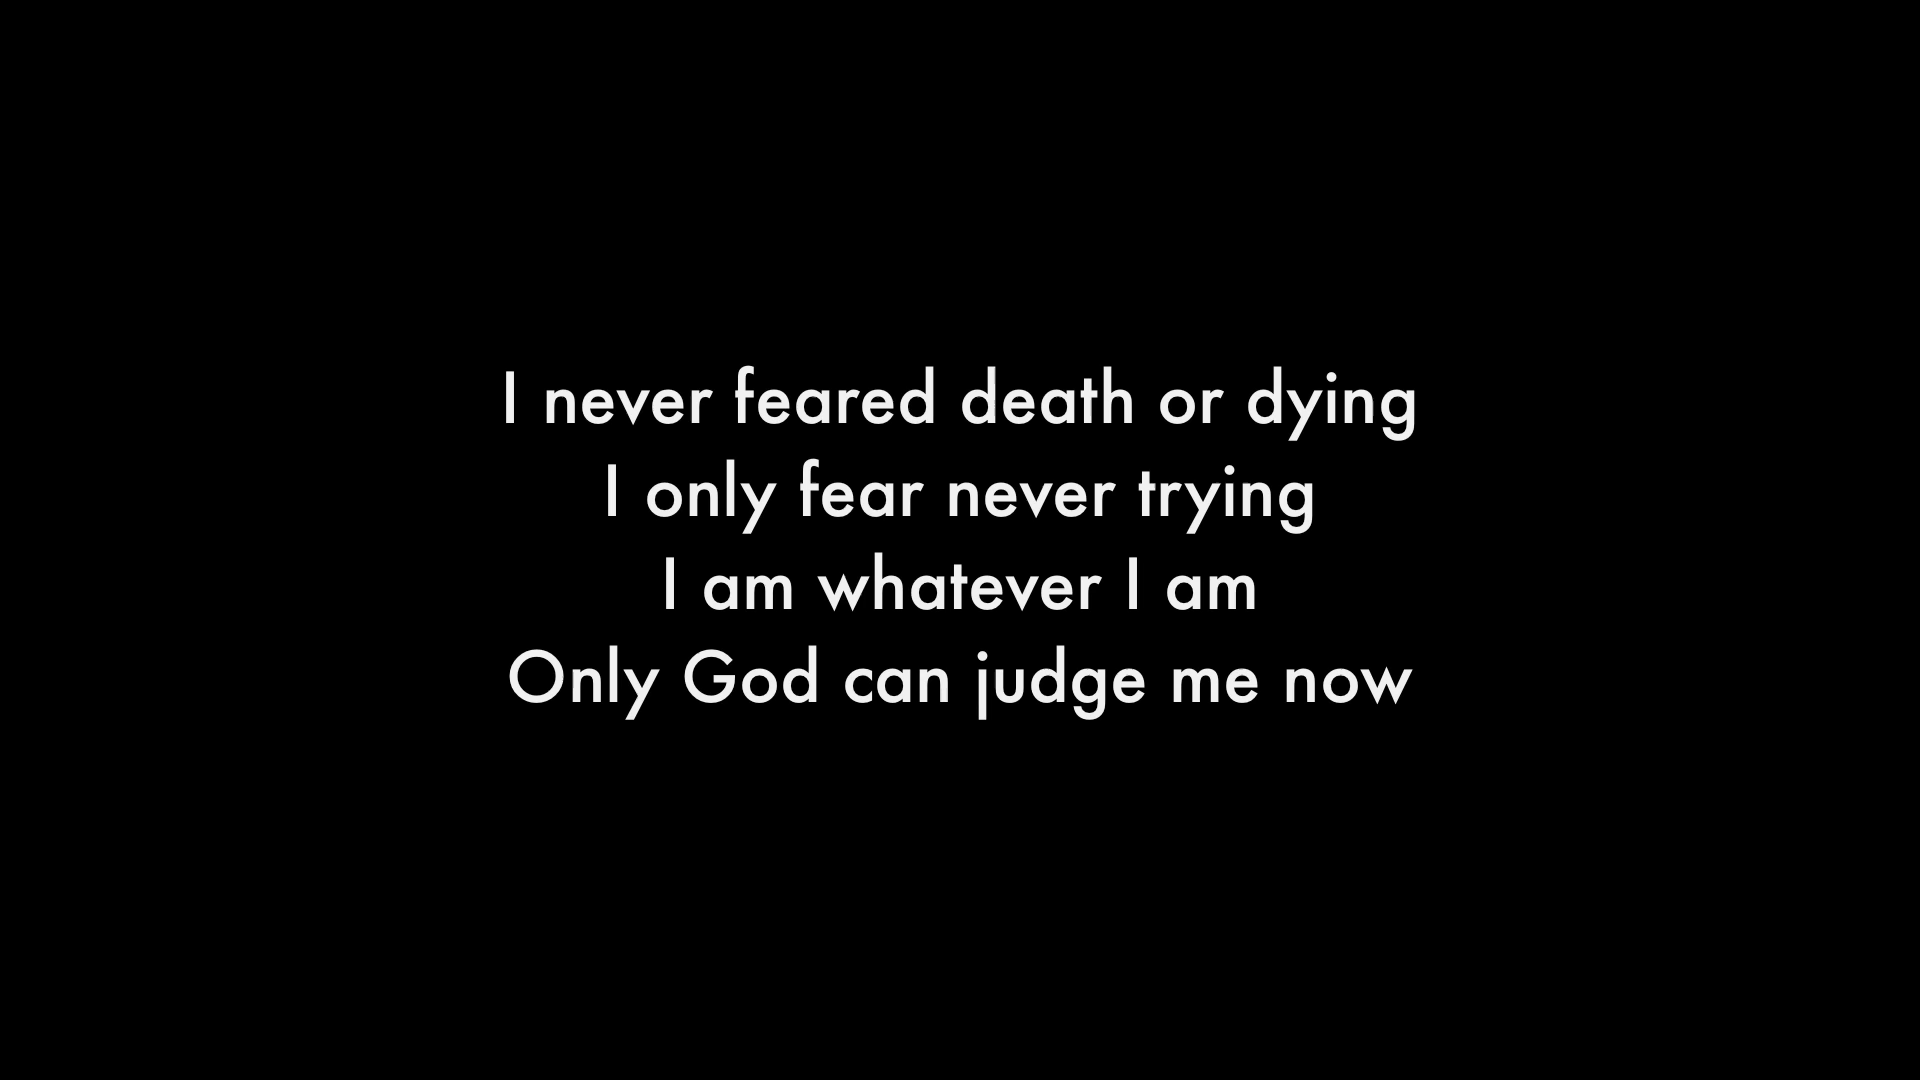 I never feared death or dying
I only fear never trying
I am whatever I am
Only God can judge me now